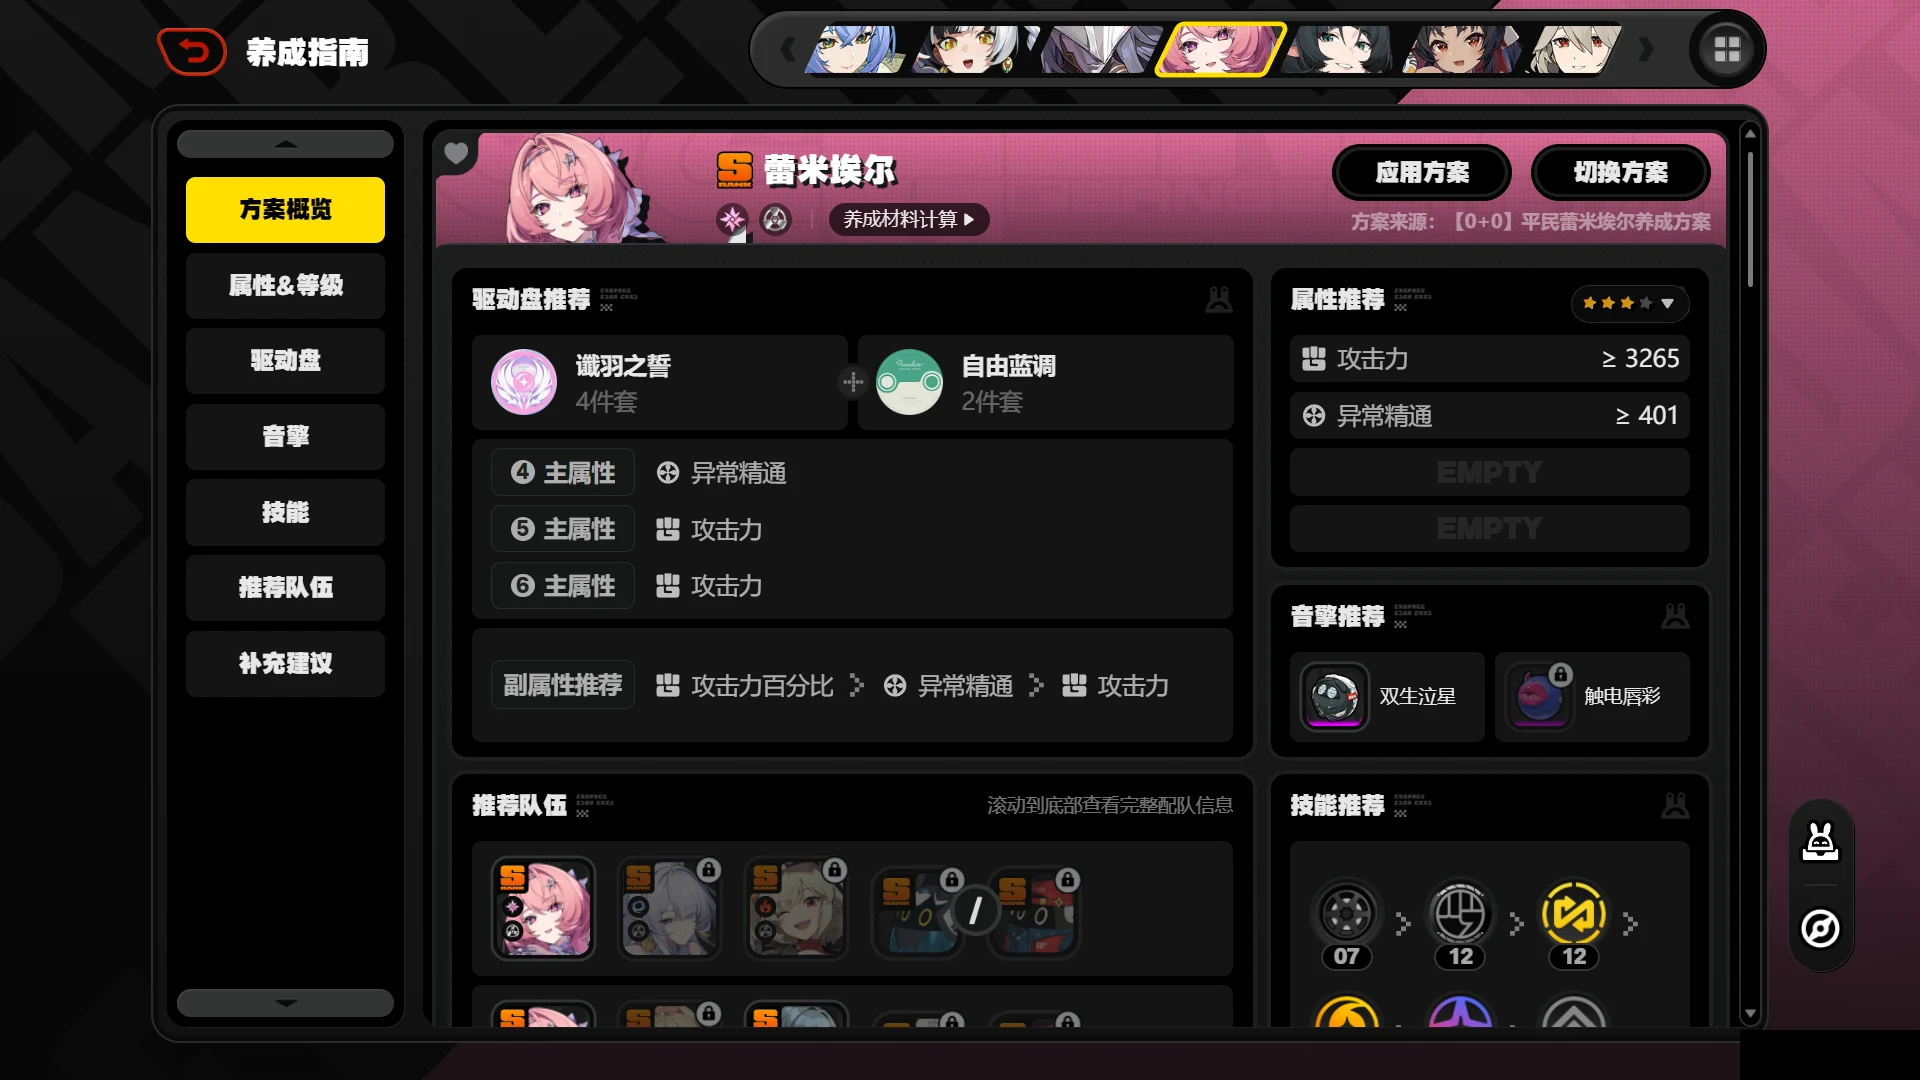 养成指南
方案概览
属性&等级
驱动盘
音擎
技能
推荐队伍
补充建议
S RANK 蕾米埃尔
养成材料计算
应用方案
切换方案
方案来源：【0+0】平民蕾米埃尔养成方案
驱动盘推荐
谶羽之誓
4件套
自由蓝调
2件套
4 主属性 异常精通
5 主属性 攻击力
6 主属性 攻击力
副属性推荐 攻击力百分比 异常精通 攻击力
属性推荐
攻击力 ≥ 3265
异常精通 ≥ 401
EMPTY
EMPTY
音擎推荐
双生泣星
触电唇彩
推荐队伍
滚动到底部查看完整配队信息
S RANK
S
S
S / S
S
S
S
技能推荐
07
12
12